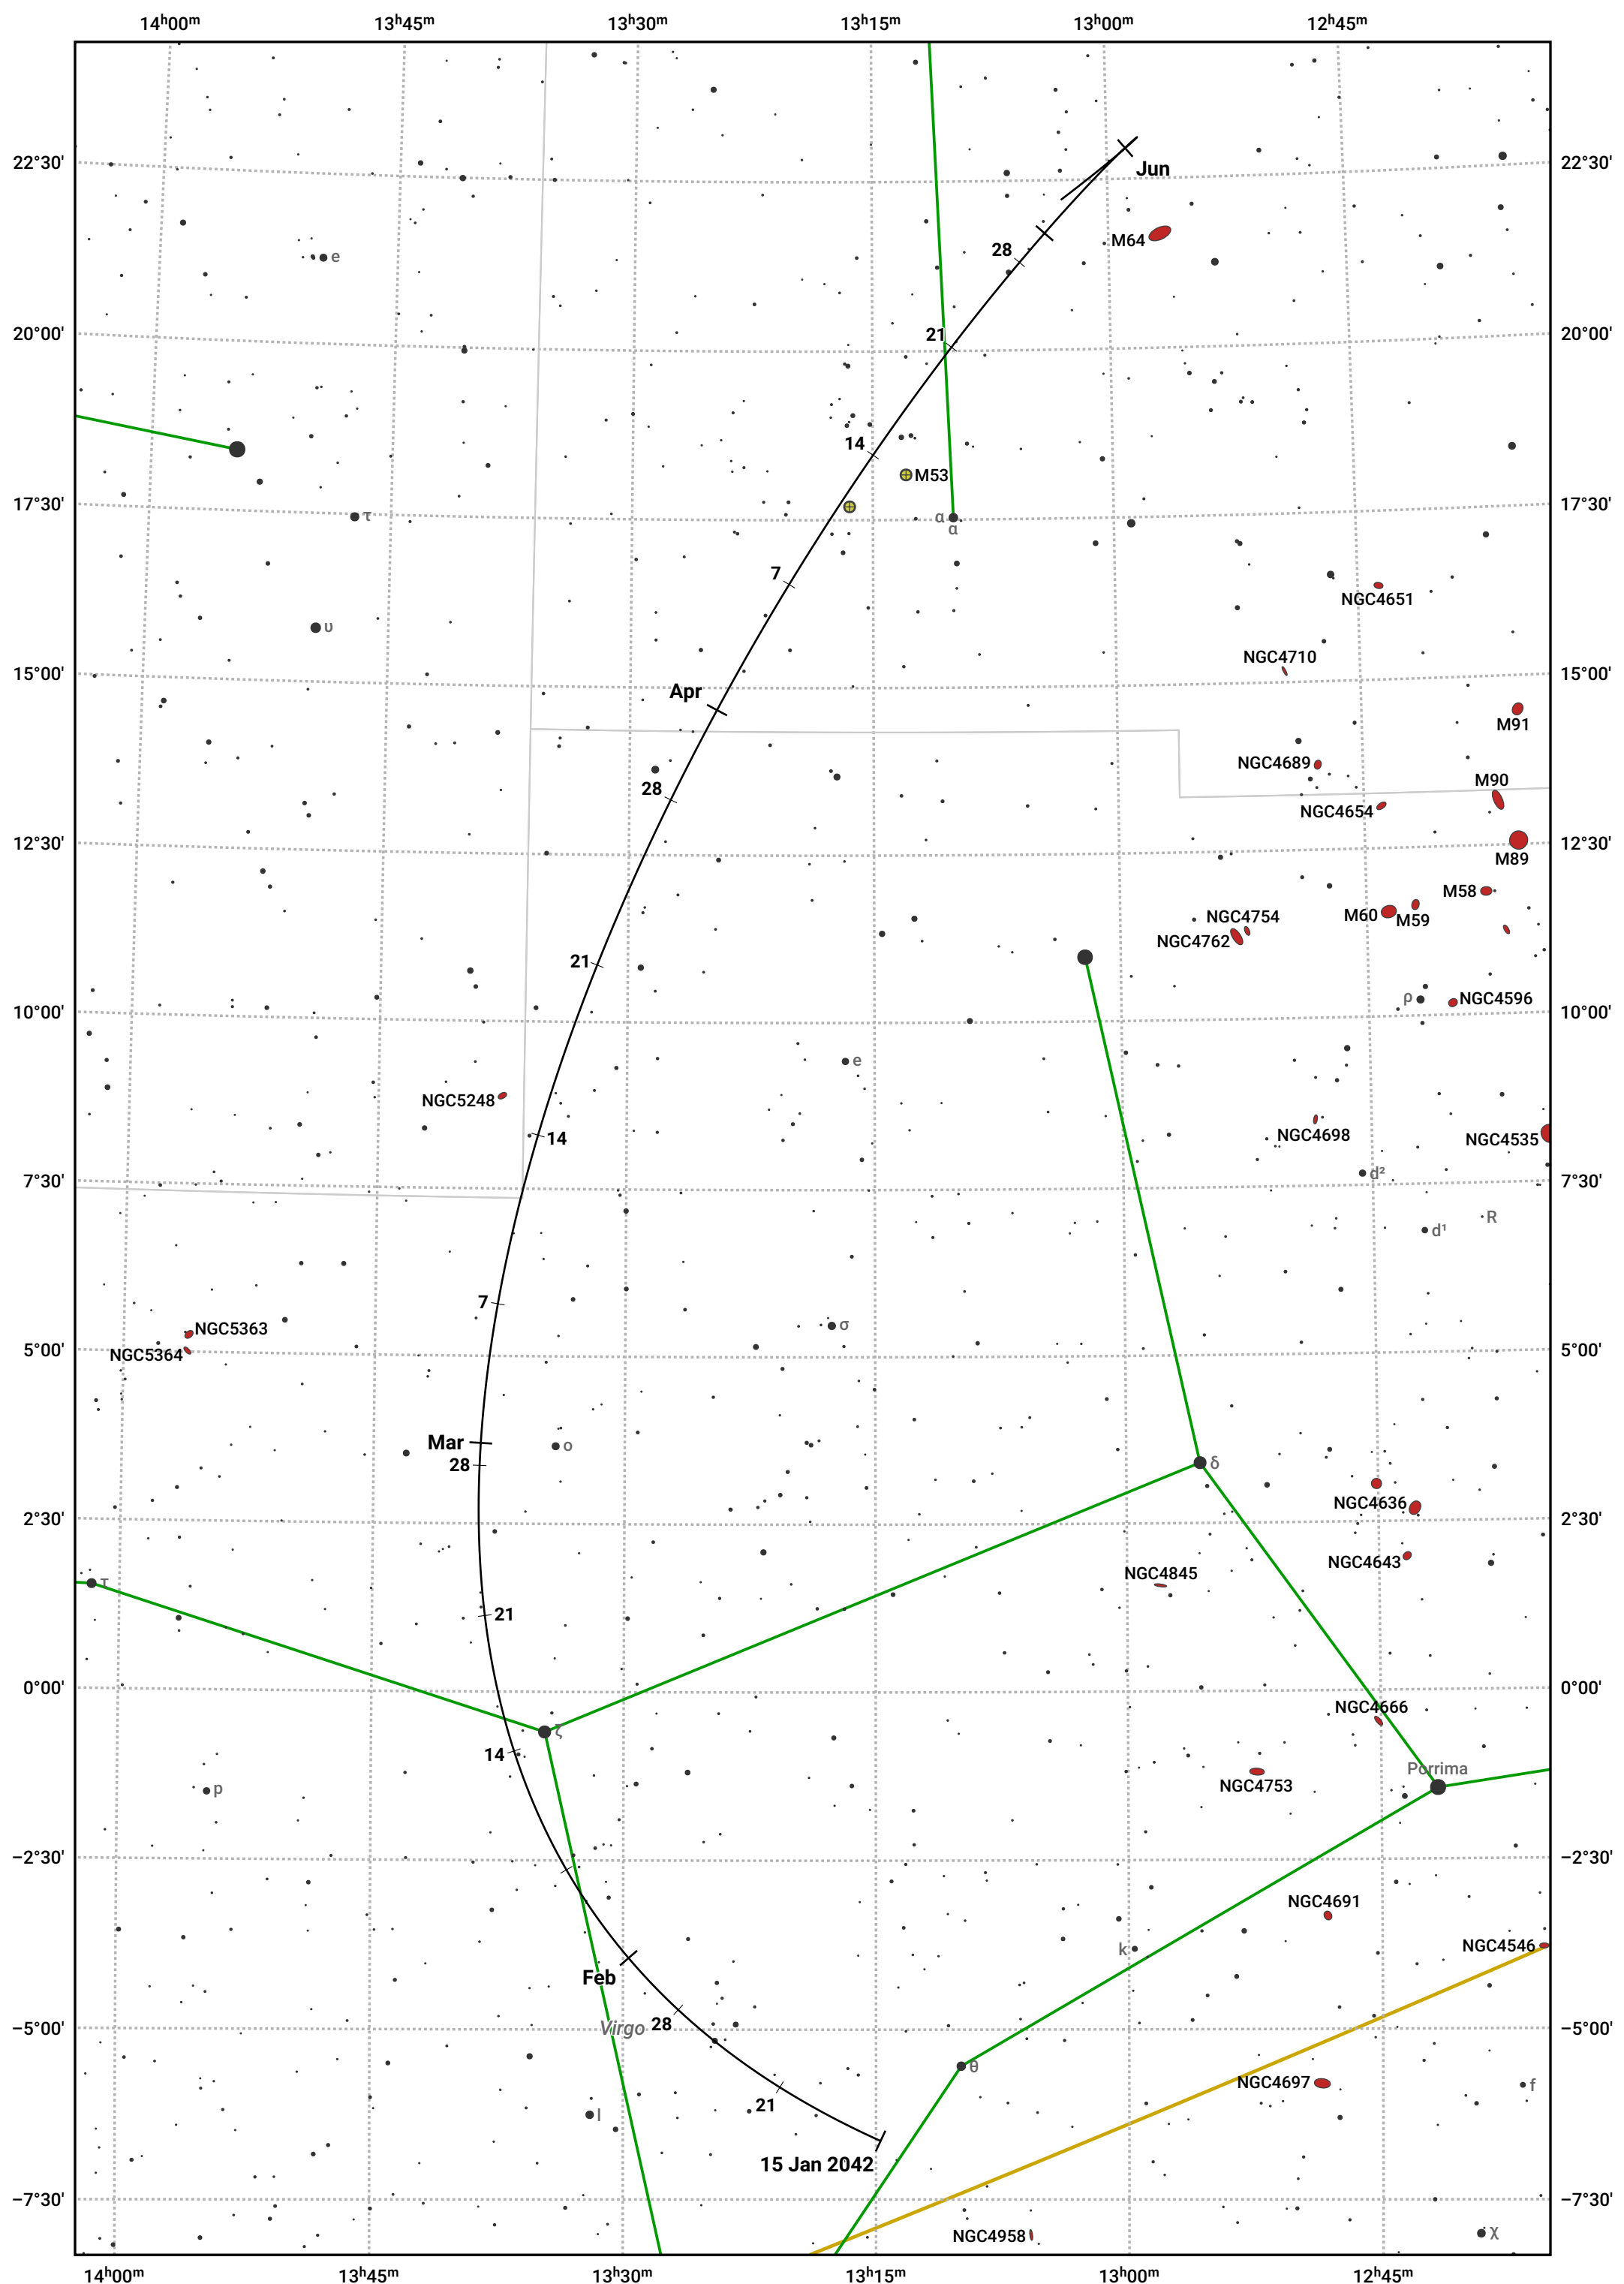 14ʰ00ᵐ 13ʰ45ᵐ 13ʰ30ᵐ 13ʰ15ᵐ 13ʰ00ᵐ 12ʰ45ᵐ
Jun
22°30' 22°30'
M64
28
e
21
20°00' 20°00'
14
M53
17°30' 17°30'
τ
α
α
7
NGC4651
υ
NGC4710
15°00' 15°00'
Apr
M91
NGC4689
M90
28
NGC4654
12°30' 12°30'
M89
M58
M60 M59
NGC4754
NGC4762
21
ρ NGC4596
10°00' 10°00'
e
NGC5248
14
NGC4698
NGC4535
d²
7°30' 7°30'
R
d¹
7
NGC5363
σ
5°00' 5°00'
NGC5364
Mar
ο
28
δ
NGC4636
2°30' 2°30'
NGC4643
NGC4845
τ
21
0°00' 0°00'
NGC4666
ζ
14
Porrima
NGC4753
p
−2°30' −2°30'
NGC4691
k
NGC4546
Feb
Virgo 28
−5°00' −5°00'
θ
NGC4697
f
21
l
15 Jan 2042
−7°30' −7°30'
NGC4958
χ
14ʰ00ᵐ 13ʰ45ᵐ 13ʰ30ᵐ 13ʰ15ᵐ 13ʰ00ᵐ 12ʰ45ᵐ